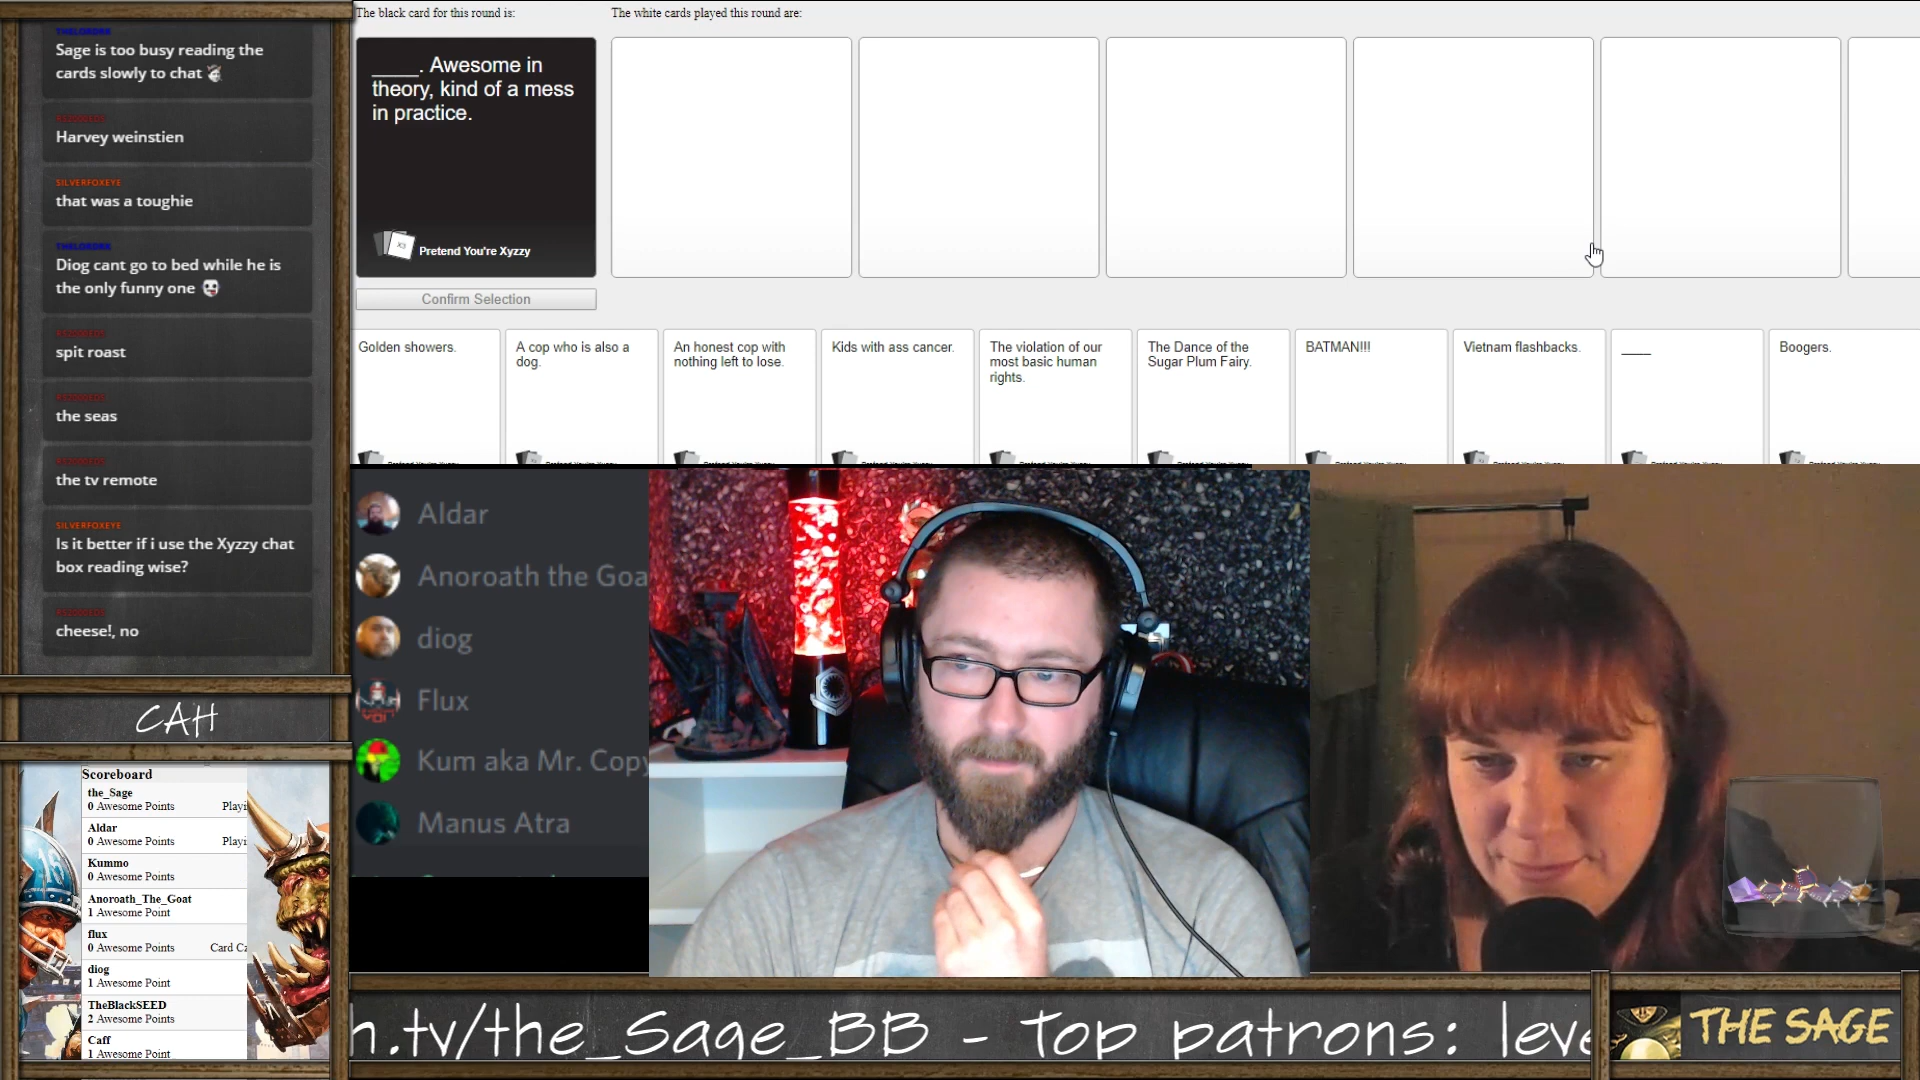 Sage is too busy reading the
cards slowly to chat
Harvey weinstien
SILVERFOXEYE
that was a toughie
THELORDRB
Diog cant go to bed while he is
the only funny one
spit roast
the seas
the tv remote
SILVERFOXEYE
Is it better if i use the Xyzzy chat
box reading wise?
cheese!, no
CAH
Scoreboard
the_Sage
0 Awesome Points Playi
Aldar
0 Awesome Points Playi
Kummo
0 Awesome Points
Anoroath_The_Goat
1 Awesome Point
flux
0 Awesome Points Card Cz
diog
1 Awesome Point
TheBlackSEED
2 Awesome Points
Caff
1 Awesome Point
The black card for this round is:
The white cards played this round are:
____. Awesome in
theory, kind of a mess
in practice.
Pretend You're Xyzzy
Confirm Selection
Golden showers.
A cop who is also a
dog.
An honest cop with
nothing left to lose.
Kids with ass cancer.
The violation of our
most basic human
rights.
The Dance of the
Sugar Plum Fairy.
BATMAN!!!
Vietnam flashbacks.
____
Boogers.
Aldar
Anoroath the Goa
diog
Flux
Kum aka Mr. Copy
Manus Atra
h.tv/the_Sage_BB - Top patrons: leve
THE SAGE